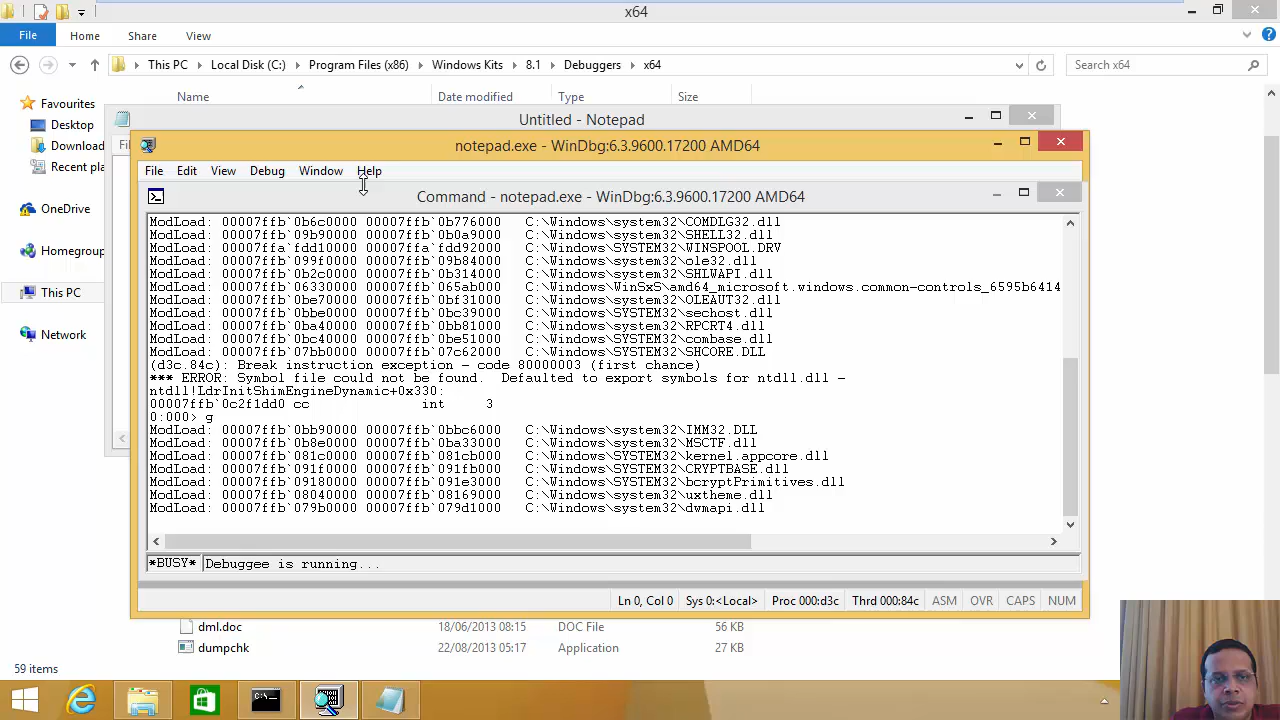 x64
File Home Share View
This PC Local Disk (C:) Program Files (x86) Windows Kits 8.1 Debuggers x64 Search x64
Name Date modified Type Size
Favourites
Desktop
Download
Recent pla
OneDrive
Homegroup
This PC
Network
Untitled - Notepad
Fi
notepad.exe - WinDbg:6.3.9600.17200 AMD64
File Edit View Debug Window Help
Command - notepad.exe - WinDbg:6.3.9600.17200 AMD64
ModLoad: 00007ffb`0b6c0000 00007ffb`0b776000 C:\Windows\system32\COMDLG32.dll
ModLoad: 00007ffb`09b90000 00007ffb`0b0a9000 C:\Windows\system32\SHELL32.dll
ModLoad: 00007ffa`fdd10000 00007ffa`fdd93000 C:\Windows\SYSTEM32\WINSPOOL.DRV
ModLoad: 00007ffb`099f0000 00007ffb`09b84000 C:\Windows\system32\ole32.dll
ModLoad: 00007ffb`0b2c0000 00007ffb`0b314000 C:\Windows\system32\SHLWAPI.dll
ModLoad: 00007ffb`06330000 00007ffb`065ab000 C:\Windows\WinSxS\amd64_microsoft.windows.common-controls_6595b6414
ModLoad: 00007ffb`0be70000 00007ffb`0bf31000 C:\Windows\system32\OLEAUT32.dll
ModLoad: 00007ffb`0bbe0000 00007ffb`0bc39000 C:\Windows\SYSTEM32\sechost.dll
ModLoad: 00007ffb`0ba40000 00007ffb`0bb81000 C:\Windows\system32\RPCRT4.dll
ModLoad: 00007ffb`0bc40000 00007ffb`0be51000 C:\Windows\SYSTEM32\combase.dll
ModLoad: 00007ffb`07bb0000 00007ffb`07c62000 C:\Windows\SYSTEM32\SHCORE.DLL
(d3c.84c): Break instruction exception - code 80000003 (first chance)
*** ERROR: Symbol file could not be found. Defaulted to export symbols for ntdll.dll -
ntdll!LdrInitShimEngineDynamic+0x330:
00007ffb`0c2f1dd0 cc int 3
0:000> g
ModLoad: 00007ffb`0bb90000 00007ffb`0bbc6000 C:\Windows\system32\IMM32.DLL
ModLoad: 00007ffb`0b8e0000 00007ffb`0ba33000 C:\Windows\system32\MSCTF.dll
ModLoad: 00007ffb`081c0000 00007ffb`081cb000 C:\Windows\SYSTEM32\kernel.appcore.dll
ModLoad: 00007ffb`091f0000 00007ffb`091fb000 C:\Windows\SYSTEM32\CRYPTBASE.dll
ModLoad: 00007ffb`09180000 00007ffb`091e3000 C:\Windows\SYSTEM32\bcryptPrimitives.dll
ModLoad: 00007ffb`08040000 00007ffb`08169000 C:\Windows\system32\uxtheme.dll
ModLoad: 00007ffb`079b0000 00007ffb`079d1000 C:\Windows\system32\dwmapi.dll
*BUSY* Debuggee is running...
Ln 0, Col 0 Sys 0:<Local> Proc 000:d3c Thrd 000:84c ASM OVR CAPS NUM
dml.doc 18/06/2013 08:15 DOC File 56 KB
dumpchk 22/08/2013 05:17 Application 27 KB
59 items